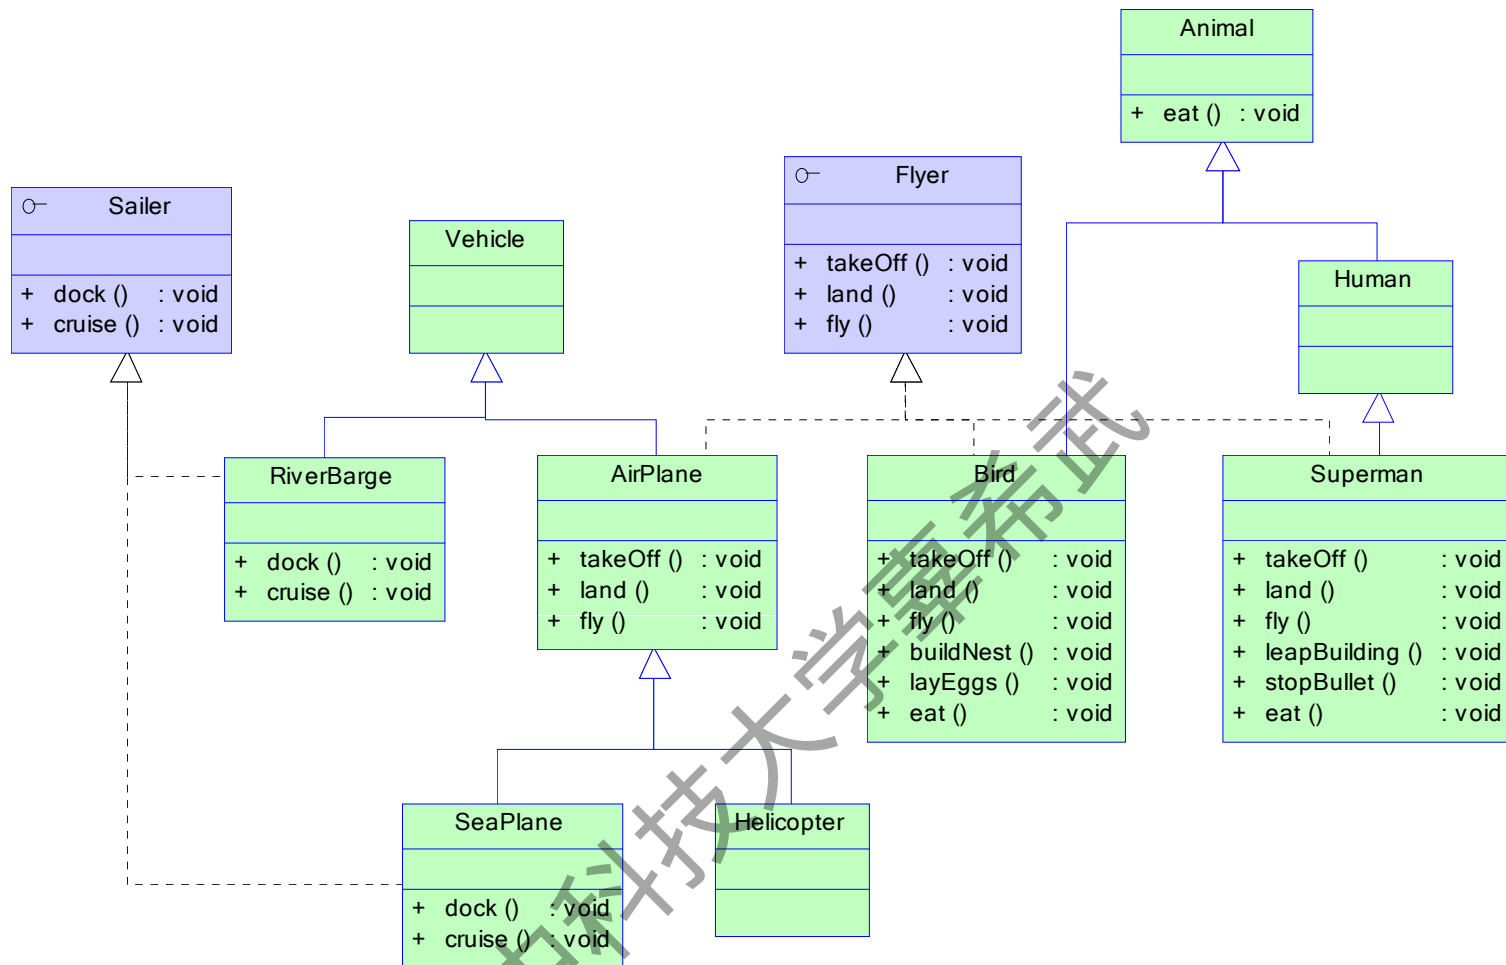 Animal
+ eat () : void
Sailer
+ dock () : void
+ cruise () : void
Vehicle
Flyer
+ takeOff () : void
+ land () : void
+ fly () : void
Human
RiverBarge
+ dock () : void
+ cruise () : void
AirPlane
+ takeOff () : void
+ land () : void
+ fly () : void
Bird
+ takeOff () : void
+ land () : void
+ fly () : void
+ buildNest () : void
+ layEggs () : void
+ eat () : void
Superman
+ takeOff () : void
+ land () : void
+ fly () : void
+ leapBuilding () : void
+ stopBullet () : void
+ eat () : void
SeaPlane
+ dock () : void
+ cruise () : void
Helicopter
科技大学辜希武